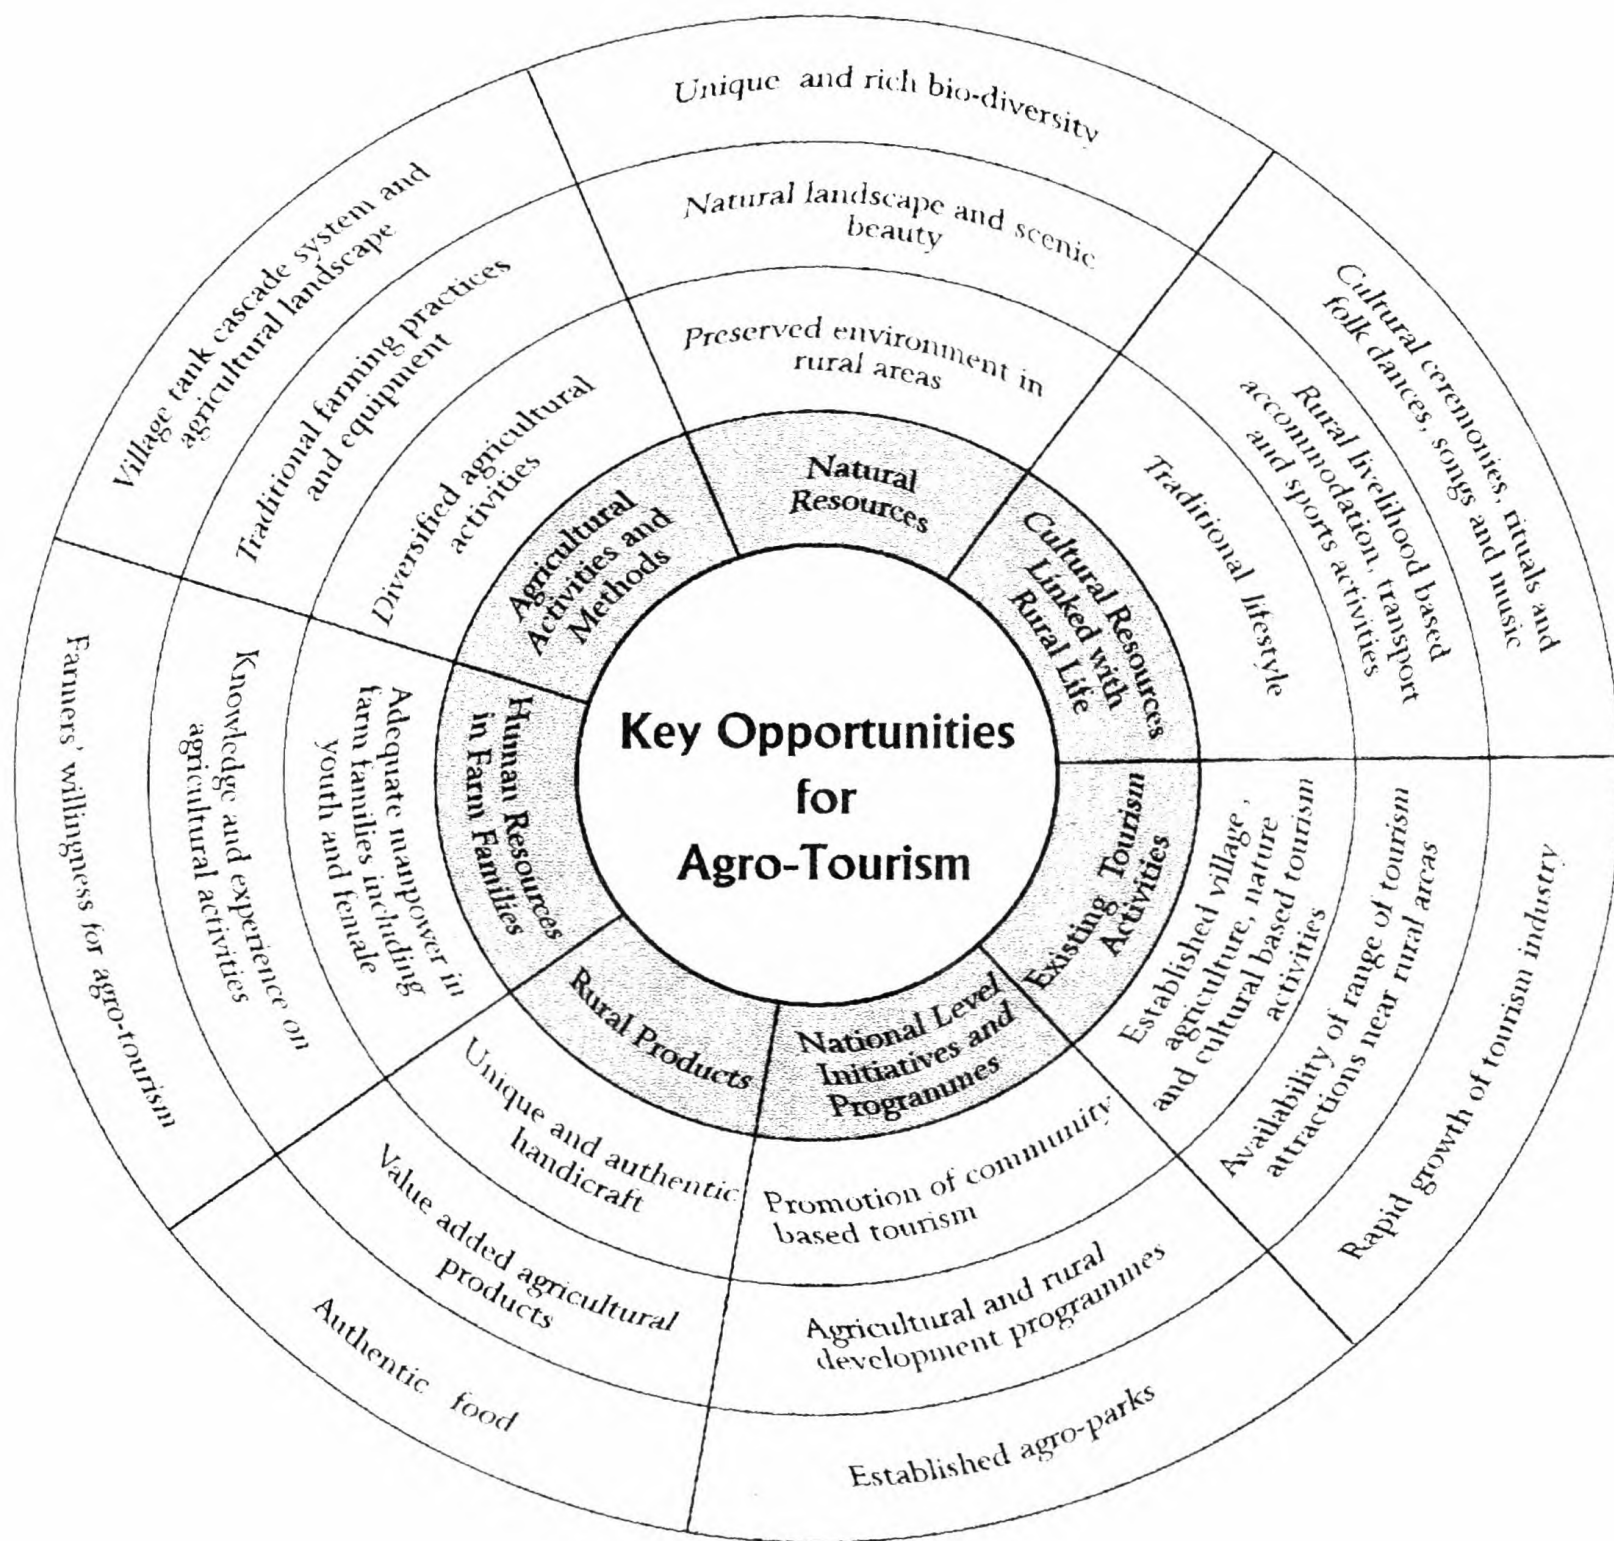 Key Opportunities
for
Agro-Tourism
Natural
Resources
Preserved environment in
rural areas
Natural landscape and scenic
beauty
Unique and rich bio-diversity
Cultural Resources
Linked with
Rural Life
Traditional lifestyle
Rural livelihood based
accommodation, transport
and sports activities
Cultural ceremonies, rituals and
folk dances, songs and music
Existing Tourism
Activities
Established village ,
agriculture, nature
and cultural based tourism
activities
Availability of range of tourism
attractions near rural areas
Rapid growth of tourism industry
National Level
Initiatives and
Programmes
Promotion of community
based tourism
Agricultural and rural
development programmes
Established agro-parks
Rural Products
Unique and authentic
handicraft
Value added agricultural
products
Authentic food
Human Resources
in Farm Families
Adequate manpower in
farm families including
youth and female
Knowledge and experience on
agricultural activities
Farmers' willingness for agro-tourism
Agricultural
Activities and
Methods
Diversified agricultural
activities
Traditional farming practices
and equipment
Village tank cascade system and
agricultural landscape